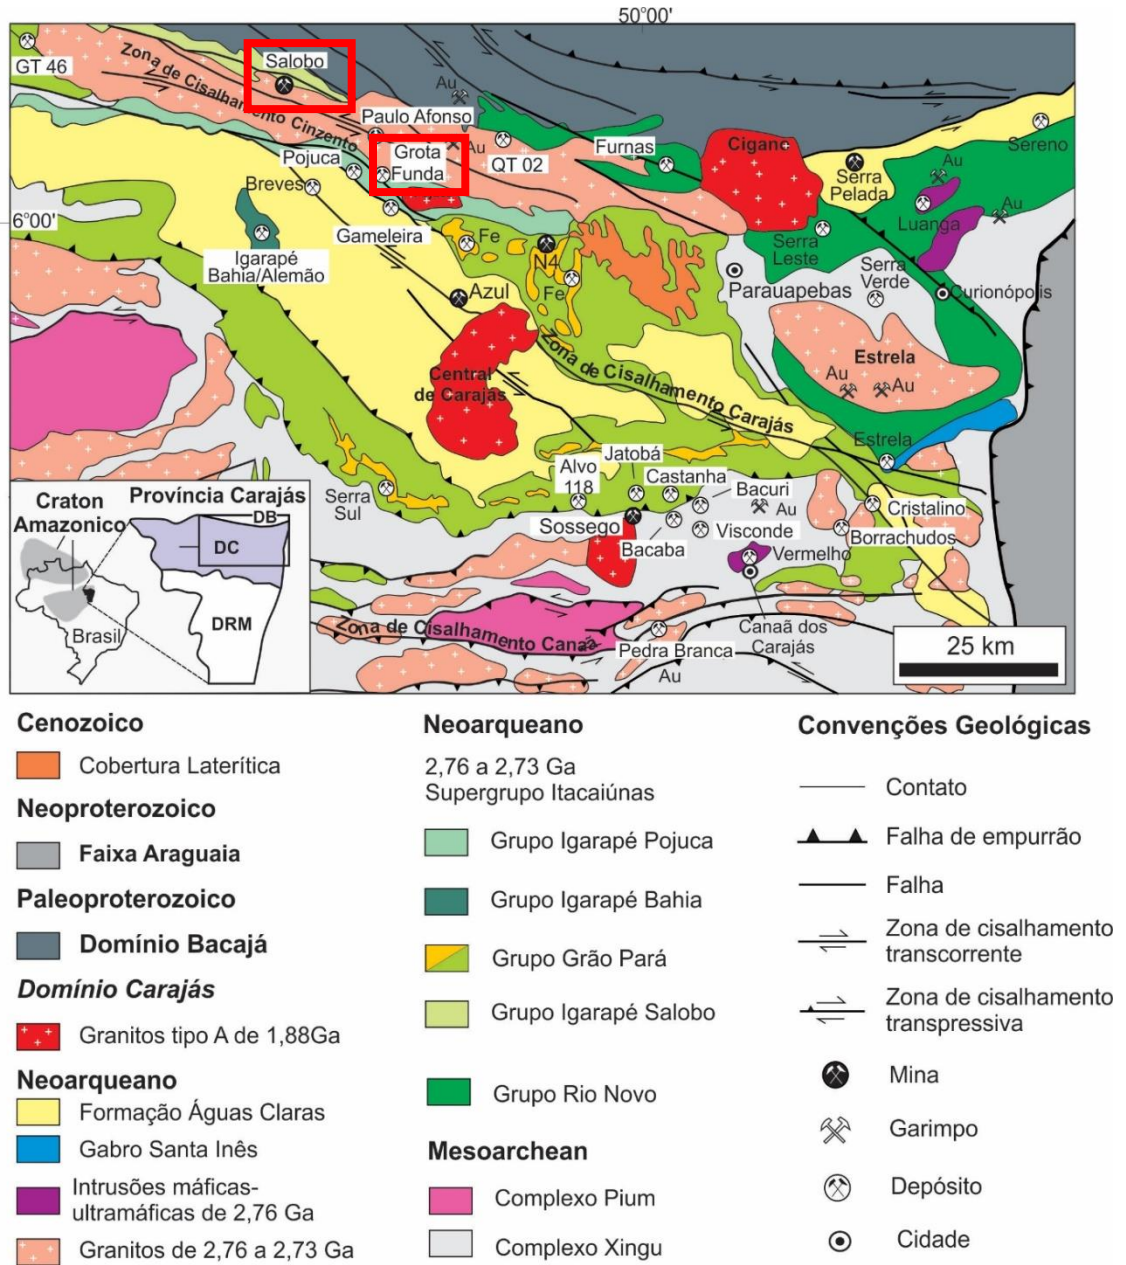 50°00'
Salobo
GT 46
Zona de Cisalhamento Cinzento
Au
Paulo Afonso
Au
Grota
Funda
QT 02
Furnas
Cigano
Serra
Pelada
Sereno
Au
Pojuca
Breves
Luanga
Au
6°00'
Gameleira
Fe
Igarapé
Bahia/Alemão
N4
Fe
Serra
Leste
Serra
Verde
Parauapebas
Curionópolis
Azul
Zona de Cisalhamento Carajás
Estrela
Au
Au
Central
de Carajás
Estrela
Jatobá
Alvo
118
Castanha
Bacuri
Au
Serra
Sul
Cristalino
Sossego
Visconde
Borrachudos
Bacaba
Vermelho
Craton
Amazonico
Província Carajás
DB
DC
DRM
Brasil
Zona de Cisalhamento Canaã
Pedra Branca
Au
Canaã dos
Carajás
25 km
Cenozoico
Cobertura Laterítica
Neoproterozoico
Faixa Araguaia
Paleoproterozoico
Domínio Bacajá
Domínio Carajás
Granitos tipo A de 1,88Ga
Neoarqueano
Formação Águas Claras
Gabro Santa Inês
Intrusões máficas-
ultramáficas de 2,76 Ga
Granitos de 2,76 a 2,73 Ga
Neoarqueano
2,76 a 2,73 Ga
Supergrupo Itacaiúnas
Grupo Igarapé Pojuca
Grupo Igarapé Bahia
Grupo Grão Pará
Grupo Igarapé Salobo
Grupo Rio Novo
Mesoarchean
Complexo Pium
Complexo Xingu
Convenções Geológicas
Contato
Falha de empurrão
Falha
Zona de cisalhamento
transcorrente
Zona de cisalhamento
transpressiva
Mina
Garimpo
Depósito
Cidade